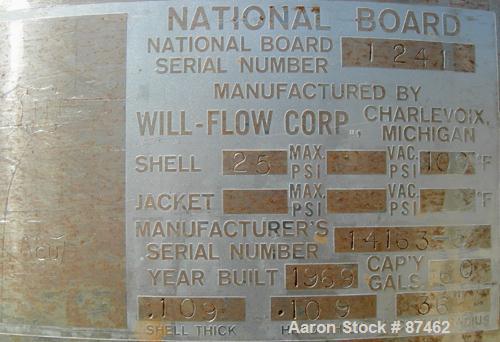 NATIONAL BOARD
NATIONAL BOARD SERIAL NUMBER 1241
MANUFACTURED BY
WILL-FLOW CORP., CHARLEVOIX, MICHIGAN
SHELL 25 MAX. PSI VAC. PSI °F
JACKET MAX. PSI VAC. PSI °F
MANUFACTURER'S SERIAL NUMBER 14163
YEAR BUILT 1969 CAP'Y GALS. 60
.109 .109 36
SHELL THICK
Aaron Stock # 87462